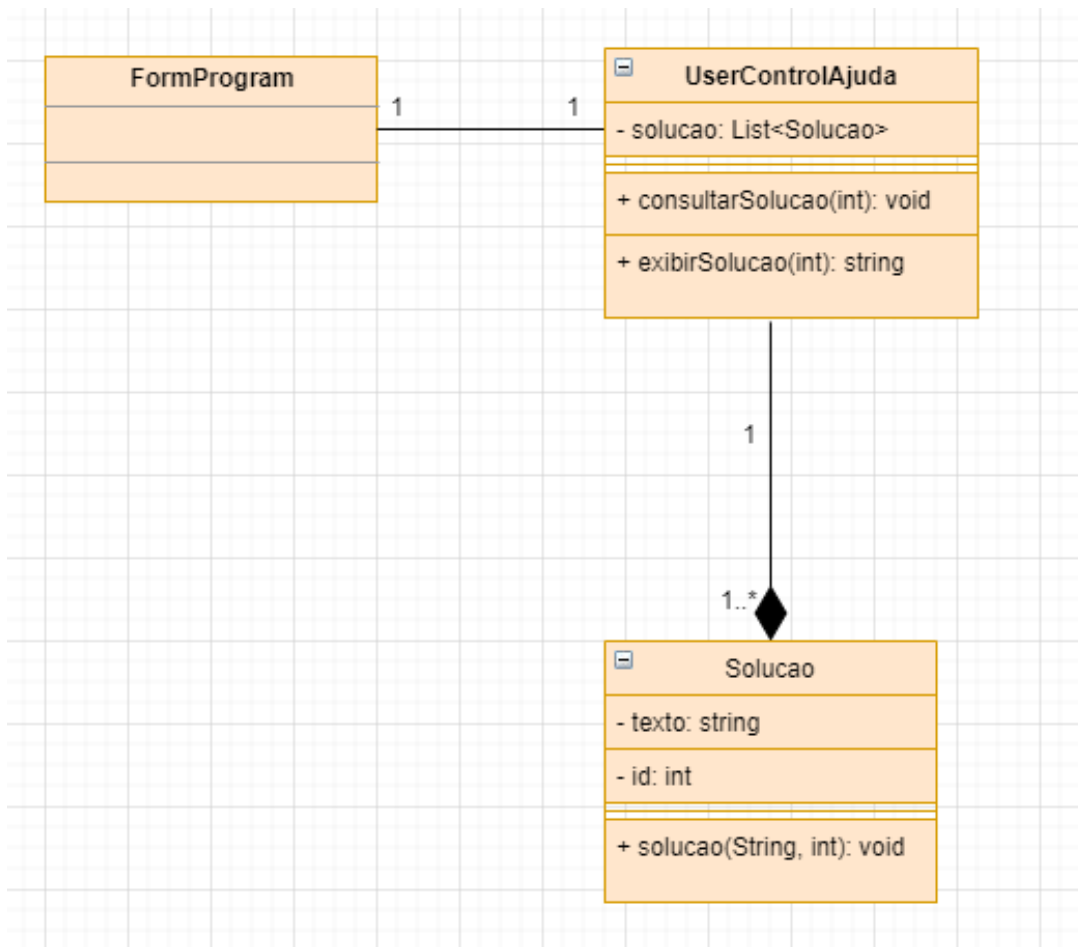 FormProgram
1
1
UserControlAjuda
- solucao: List<Solucao>
+ consultarSolucao(int): void
+ exibirSolucao(int): string
1
1..*
Solucao
- texto: string
- id: int
+ solucao(String, int): void